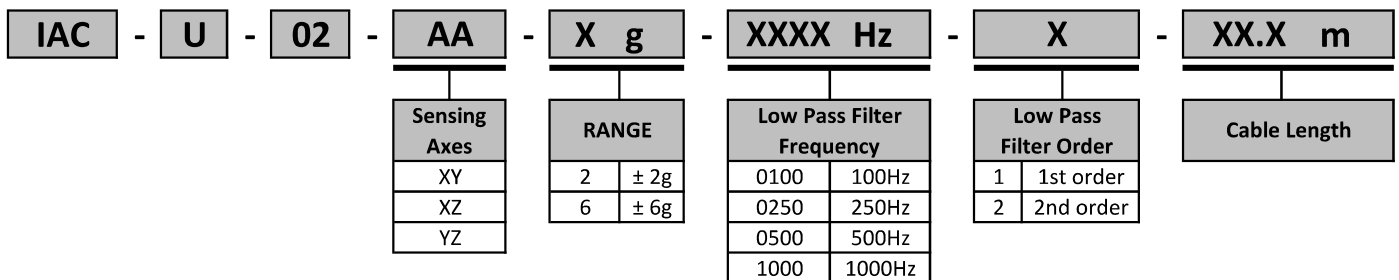 IAC - U - 02 - AA - X g - XXXX Hz - X - XX.X m
Sensing Axes
XY
XZ
YZ
RANGE
2 ± 2g
6 ± 6g
Low Pass Filter Frequency
0100 100Hz
0250 250Hz
0500 500Hz
1000 1000Hz
Low Pass Filter Order
1 1st order
2 2nd order
Cable Length